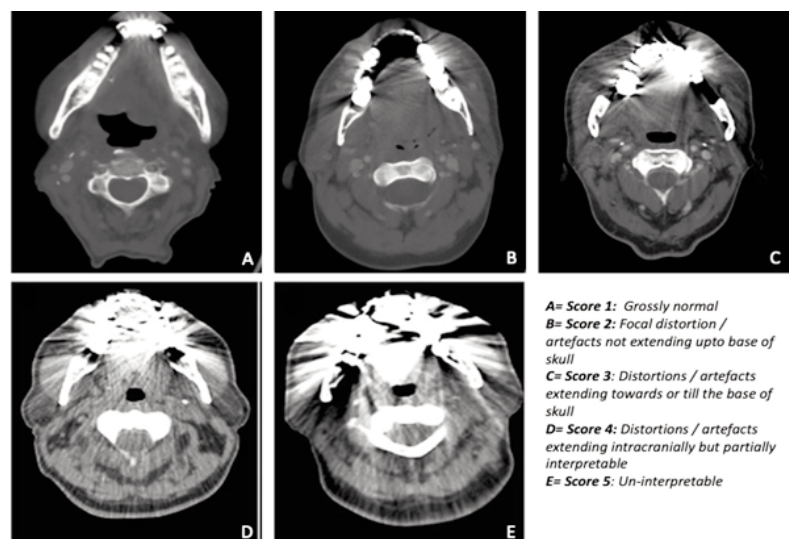 A
B
C
D
E
A= Score 1: Grossly normal
B= Score 2: Focal distortion /
artefacts not extending upto base of
skull
C= Score 3: Distortions / artefacts
extending towards or till the base of
skull
D= Score 4: Distortions / artefacts
extending intracranially but partially
interpretable
E= Score 5: Un-interpretable